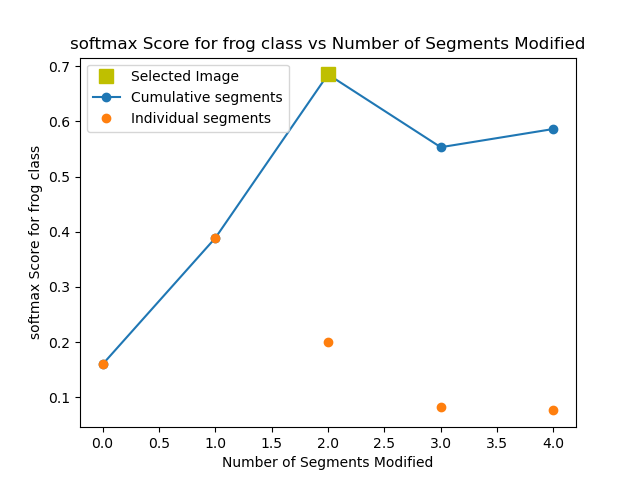 softmax Score for frog class vs Number of Segments Modified
Selected Image
Cumulative segments
Individual segments
softmax Score for frog class
0.7
0.6
0.5
0.4
0.3
0.2
0.1
0.0 0.5 1.0 1.5 2.0 2.5 3.0 3.5 4.0
Number of Segments Modified